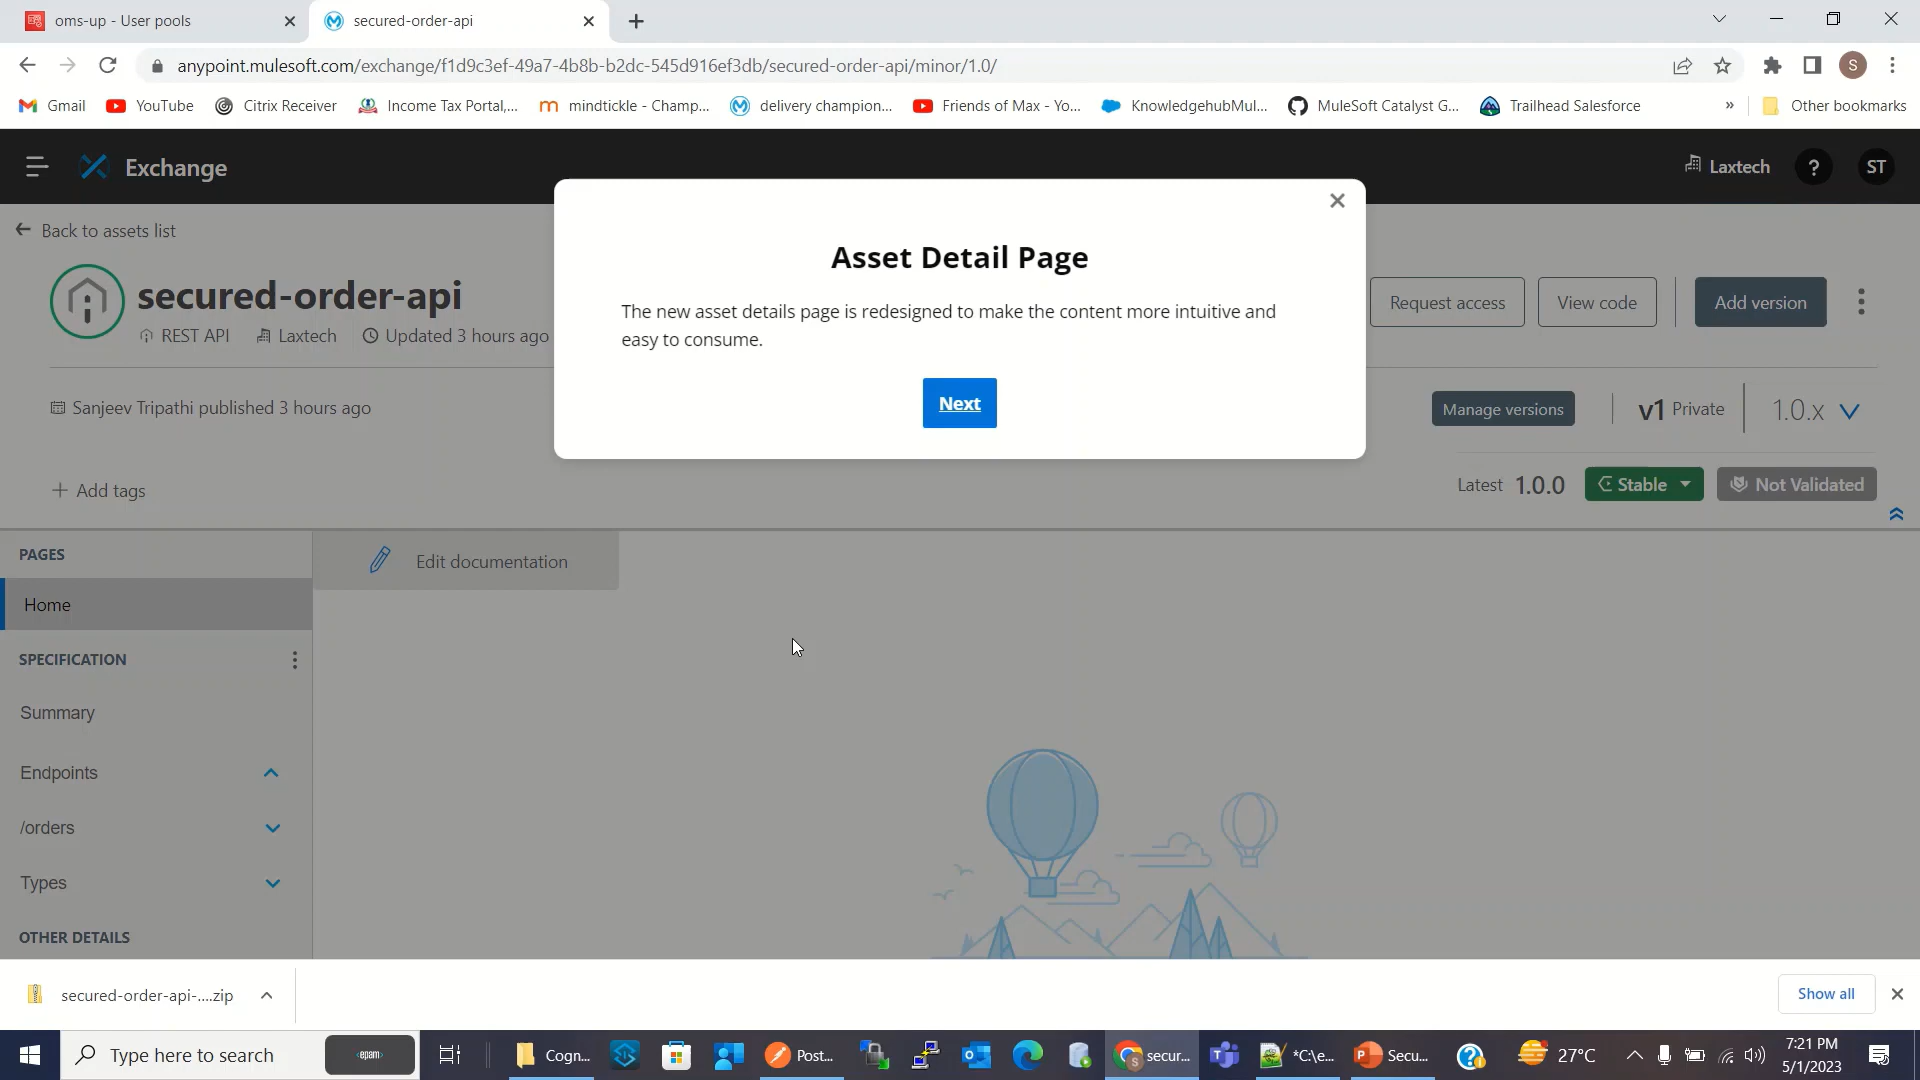 oms-up - User pools
secured-order-api
anypoint.mulesoft.com/exchange/f1d9c3ef-49a7-4b8b-b2dc-545d916ef3db/secured-order-api/minor/1.0/
S
Gmail
YouTube
Citrix Receiver
Income Tax Portal,...
mindtickle - Champ...
delivery champion...
Friends of Max - Yo...
KnowledgehubMul...
MuleSoft Catalyst G...
Trailhead Salesforce
»
Other bookmarks
Exchange
Laxtech
?
ST
Back to assets list
secured-order-api
REST API
Laxtech
Updated 3 hours ago
Request access
View code
Add version
Asset Detail Page
The new asset details page is redesigned to make the content more intuitive and
easy to consume.
Next
Sanjeev Tripathi published 3 hours ago
Manage versions
v1 Private
1.0.x
+ Add tags
Latest 1.0.0
Stable
Not Validated
PAGES
Home
Edit documentation
SPECIFICATION
Summary
Endpoints
/orders
Types
OTHER DETAILS
secured-order-api-....zip
Show all
Type here to search
<epam>
Cogn...
Post...
secur...
*C:\e...
Secu...
27°C
7:21 PM
5/1/2023